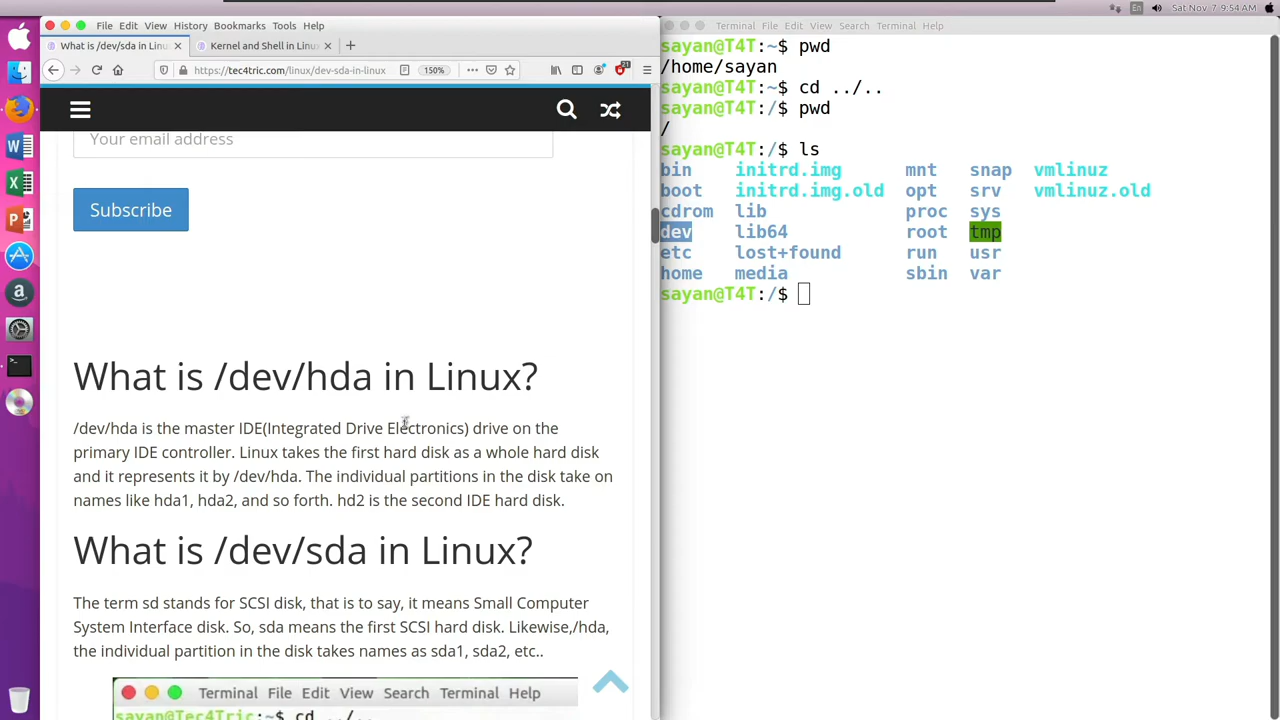 File Edit View History Bookmarks Tools Help
What is /dev/sda in Linu
Kernel and Shell in Linux
https://tec4tric.com/linux/dev-sda-in-linux
150%
21
Your email address
Subscribe
What is /dev/hda in Linux?
/dev/hda is the master IDE(Integrated Drive Electronics) drive on the
primary IDE controller. Linux takes the first hard disk as a whole hard disk
and it represents it by /dev/hda. The individual partitions in the disk take on
names like hda1, hda2, and so forth. hd2 is the second IDE hard disk.
What is /dev/sda in Linux?
The term sd stands for SCSI disk, that is to say, it means Small Computer
System Interface disk. So, sda means the first SCSI hard disk. Likewise,/hda,
the individual partition in the disk takes names as sda1, sda2, etc..
Terminal File Edit View Search Terminal Help
sayan@Tec4Tric:~$ cd ../..
En
Sat Nov 7 9:54 AM
Terminal File Edit View Search Terminal Help
sayan@T4T:~$ pwd
/home/sayan
sayan@T4T:~$ cd ../..
sayan@T4T:/$ pwd
/
sayan@T4T:/$ ls
bin initrd.img mnt snap vmlinuz
boot initrd.img.old opt srv vmlinuz.old
cdrom lib proc sys
dev lib64 root tmp
etc lost+found run usr
home media sbin var
sayan@T4T:/$